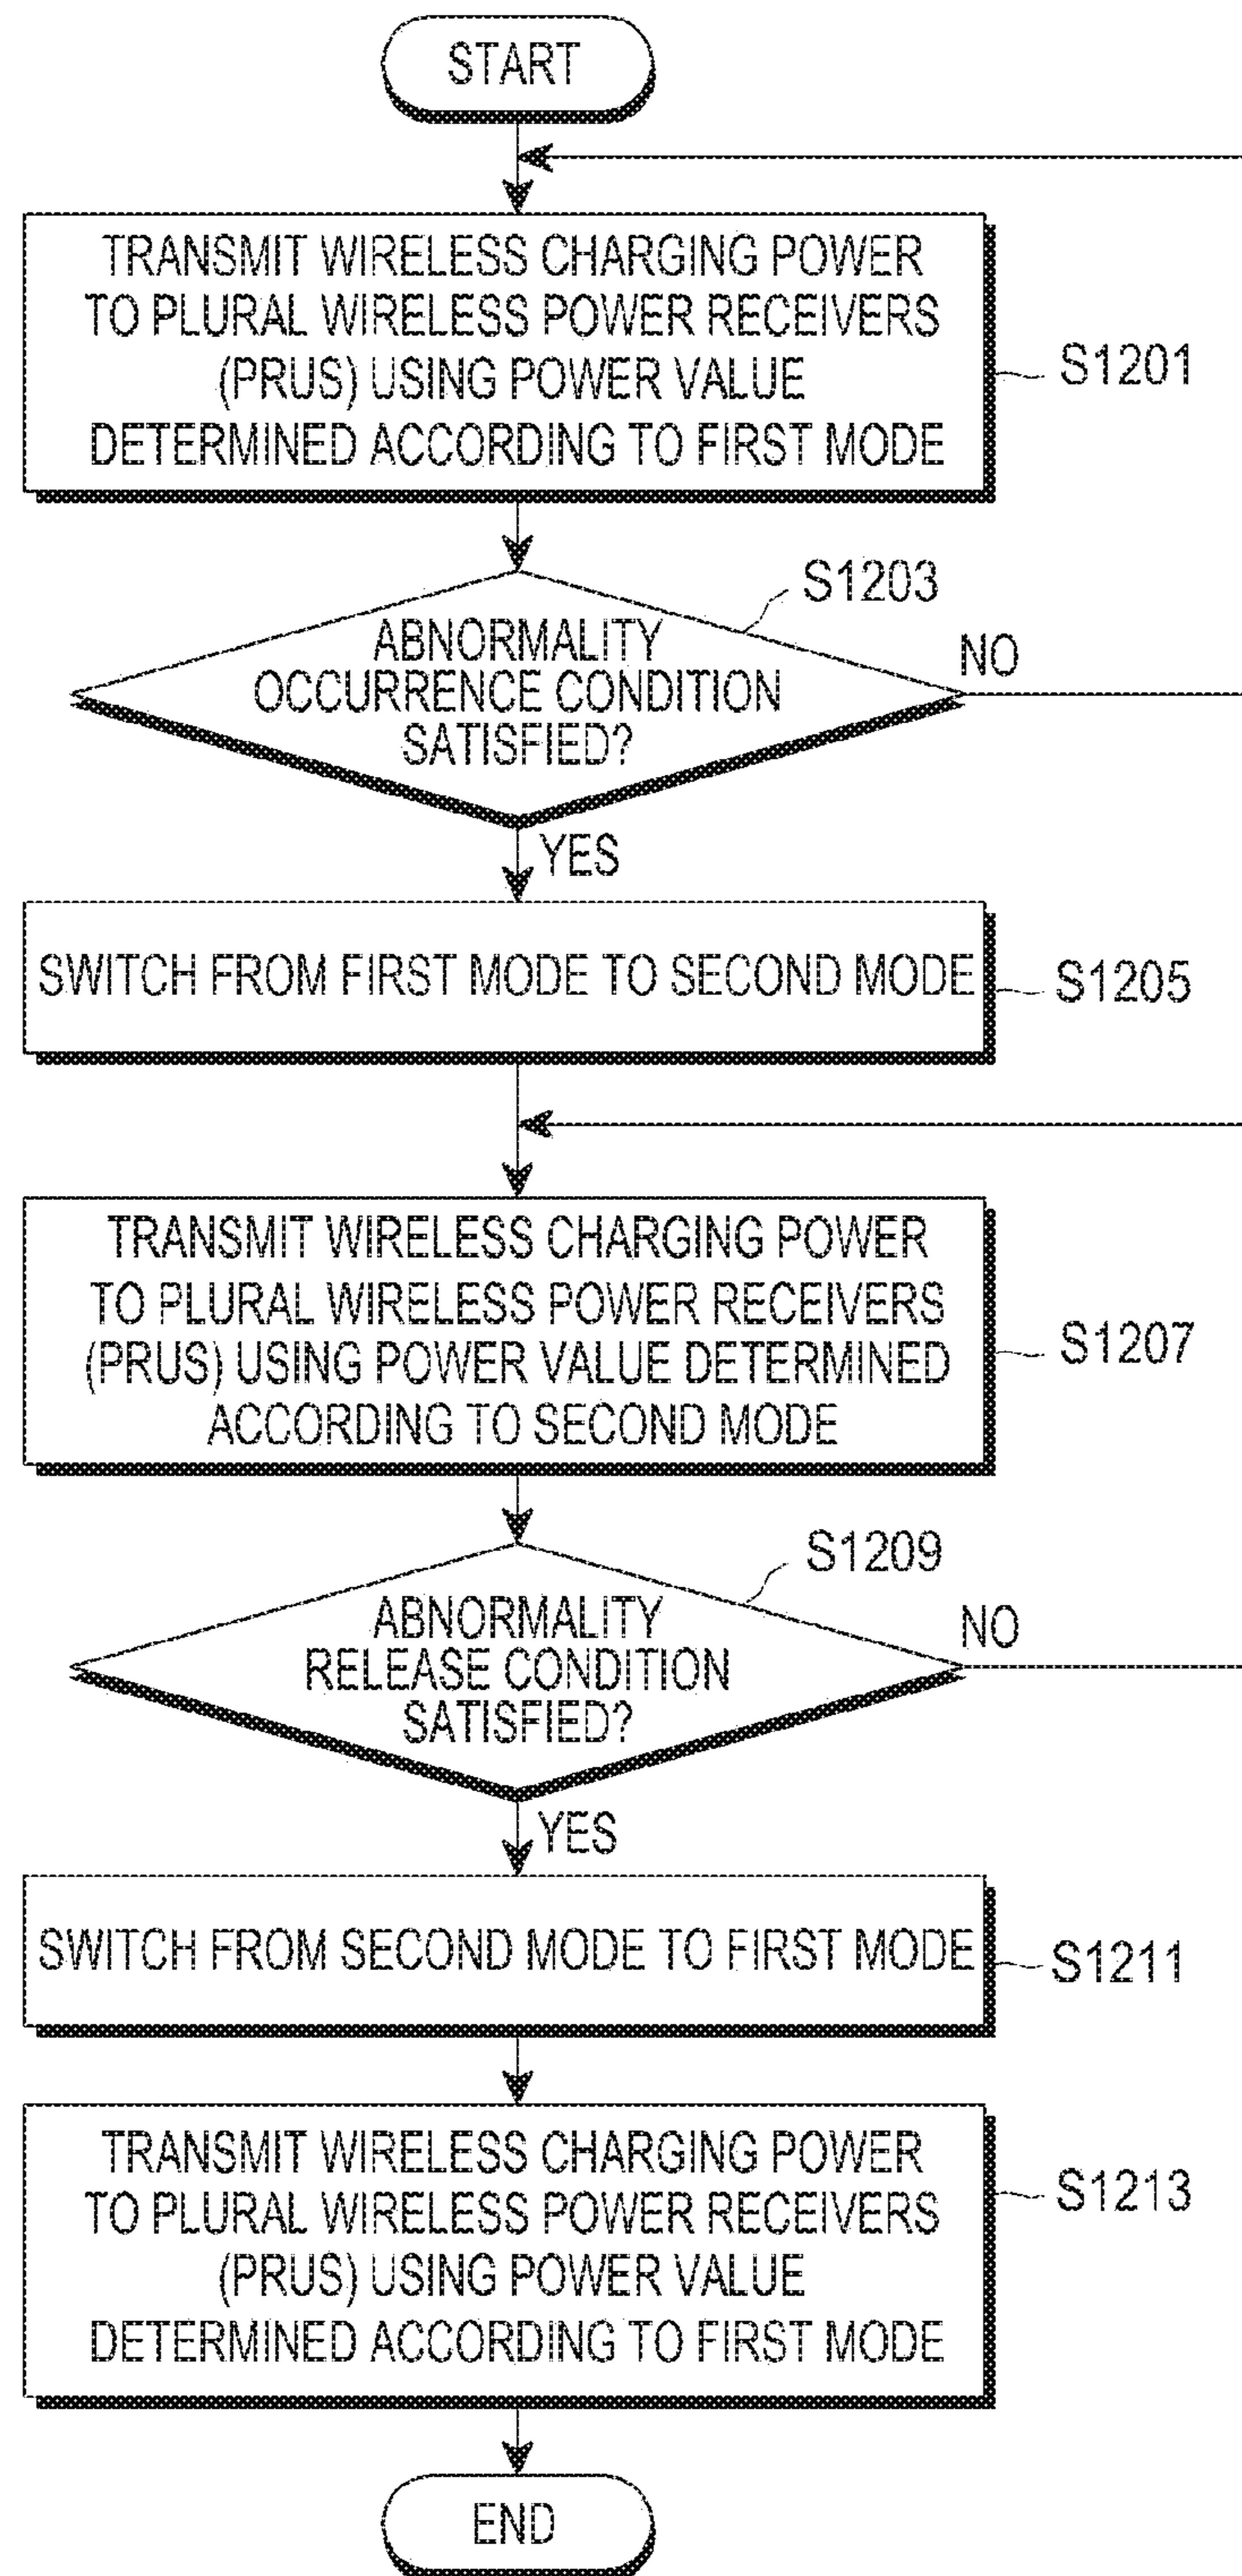 START
TRANSMIT WIRELESS CHARGING POWER
TO PLURAL WIRELESS POWER RECEIVERS
(PRUS) USING POWER VALUE
DETERMINED ACCORDING TO FIRST MODE
S1201
S1203
ABNORMALITY
OCCURRENCE CONDITION
SATISFIED?
NO
YES
SWITCH FROM FIRST MODE TO SECOND MODE
S1205
TRANSMIT WIRELESS CHARGING POWER
TO PLURAL WIRELESS POWER RECEIVERS
(PRUS) USING POWER VALUE DETERMINED
ACCORDING TO SECOND MODE
S1207
S1209
ABNORMALITY
RELEASE CONDITION
SATISFIED?
NO
YES
SWITCH FROM SECOND MODE TO FIRST MODE
S1211
TRANSMIT WIRELESS CHARGING POWER
TO PLURAL WIRELESS POWER RECEIVERS
(PRUS) USING POWER VALUE
DETERMINED ACCORDING TO FIRST MODE
S1213
END